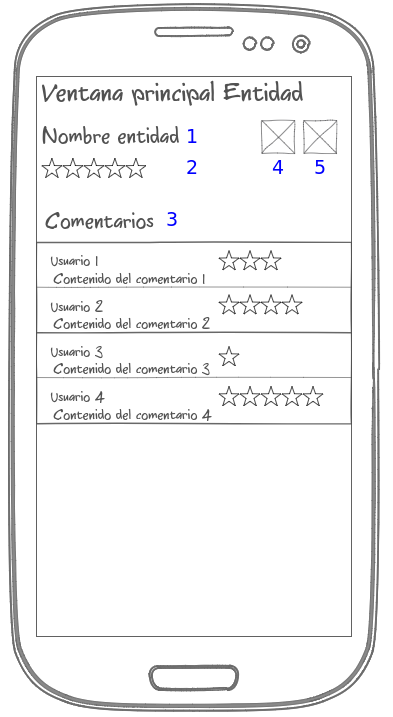 Ventana principal Entidad
Nombre entidad 1
2 4 5
Comentarios 3
Usuario 1
Contenido del comentario 1
Usuario 2
Contenido del comentario 2
Usuario 3
Contenido del comentario 3
Usuario 4
Contenido del comentario 4